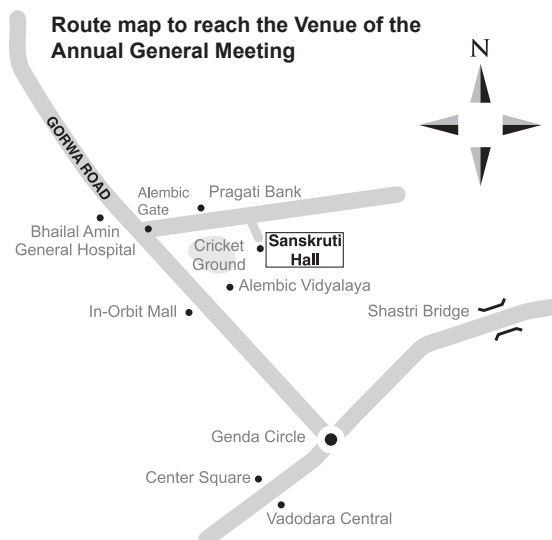 Route map to reach the Venue of the
Annual General Meeting
N
GORWA ROAD
Alembic
Gate
Pragati Bank
Bhailal Amin
General Hospital
Cricket
Ground
Sanskruti
Hall
Alembic Vidyalaya
In-Orbit Mall
Shastri Bridge
Genda Circle
Center Square
Vadodara Central